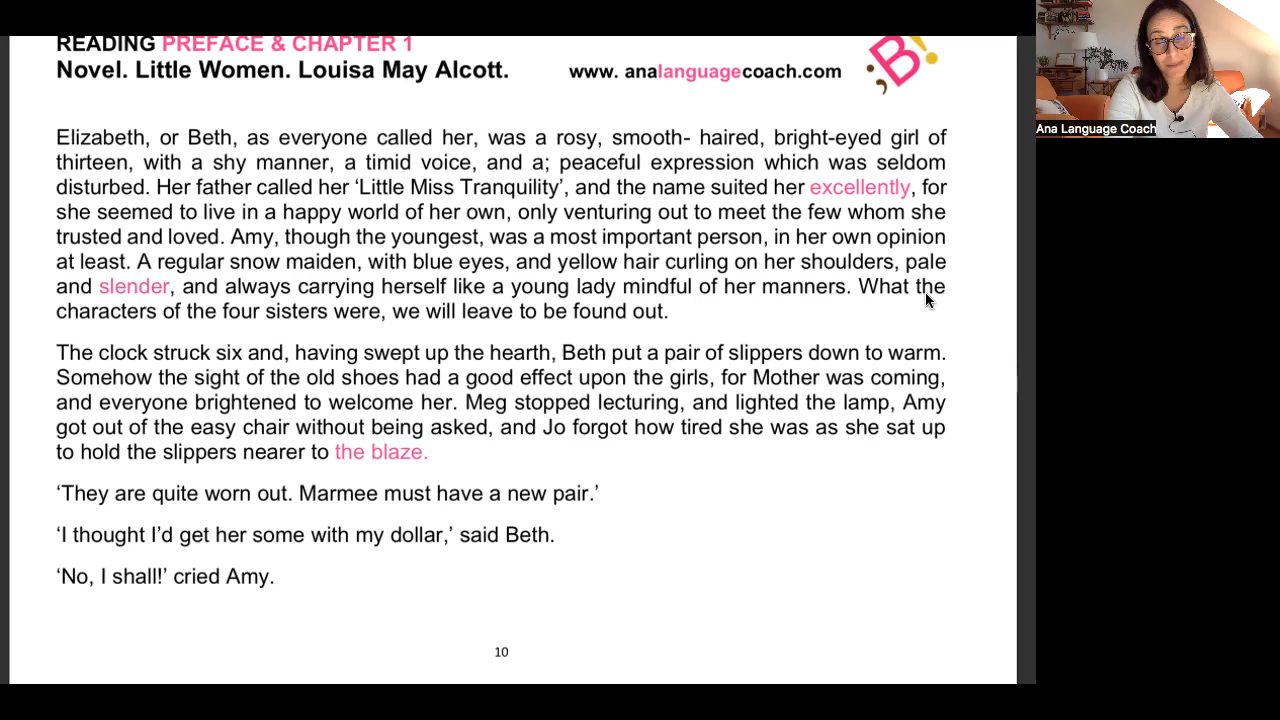 READING PREFACE & CHAPTER 1
Novel. Little Women. Louisa May Alcott.
www. analanguagecoach.com
;B!
Ana Language Coach
Elizabeth, or Beth, as everyone called her, was a rosy, smooth- haired, bright-eyed girl of
thirteen, with a shy manner, a timid voice, and a; peaceful expression which was seldom
disturbed. Her father called her ‘Little Miss Tranquility’, and the name suited her excellently, for
she seemed to live in a happy world of her own, only venturing out to meet the few whom she
trusted and loved. Amy, though the youngest, was a most important person, in her own opinion
at least. A regular snow maiden, with blue eyes, and yellow hair curling on her shoulders, pale
and slender, and always carrying herself like a young lady mindful of her manners. What the
characters of the four sisters were, we will leave to be found out.
The clock struck six and, having swept up the hearth, Beth put a pair of slippers down to warm.
Somehow the sight of the old shoes had a good effect upon the girls, for Mother was coming,
and everyone brightened to welcome her. Meg stopped lecturing, and lighted the lamp, Amy
got out of the easy chair without being asked, and Jo forgot how tired she was as she sat up
to hold the slippers nearer to the blaze.
‘They are quite worn out. Marmee must have a new pair.’
‘I thought I’d get her some with my dollar,’ said Beth.
‘No, I shall!’ cried Amy.
10